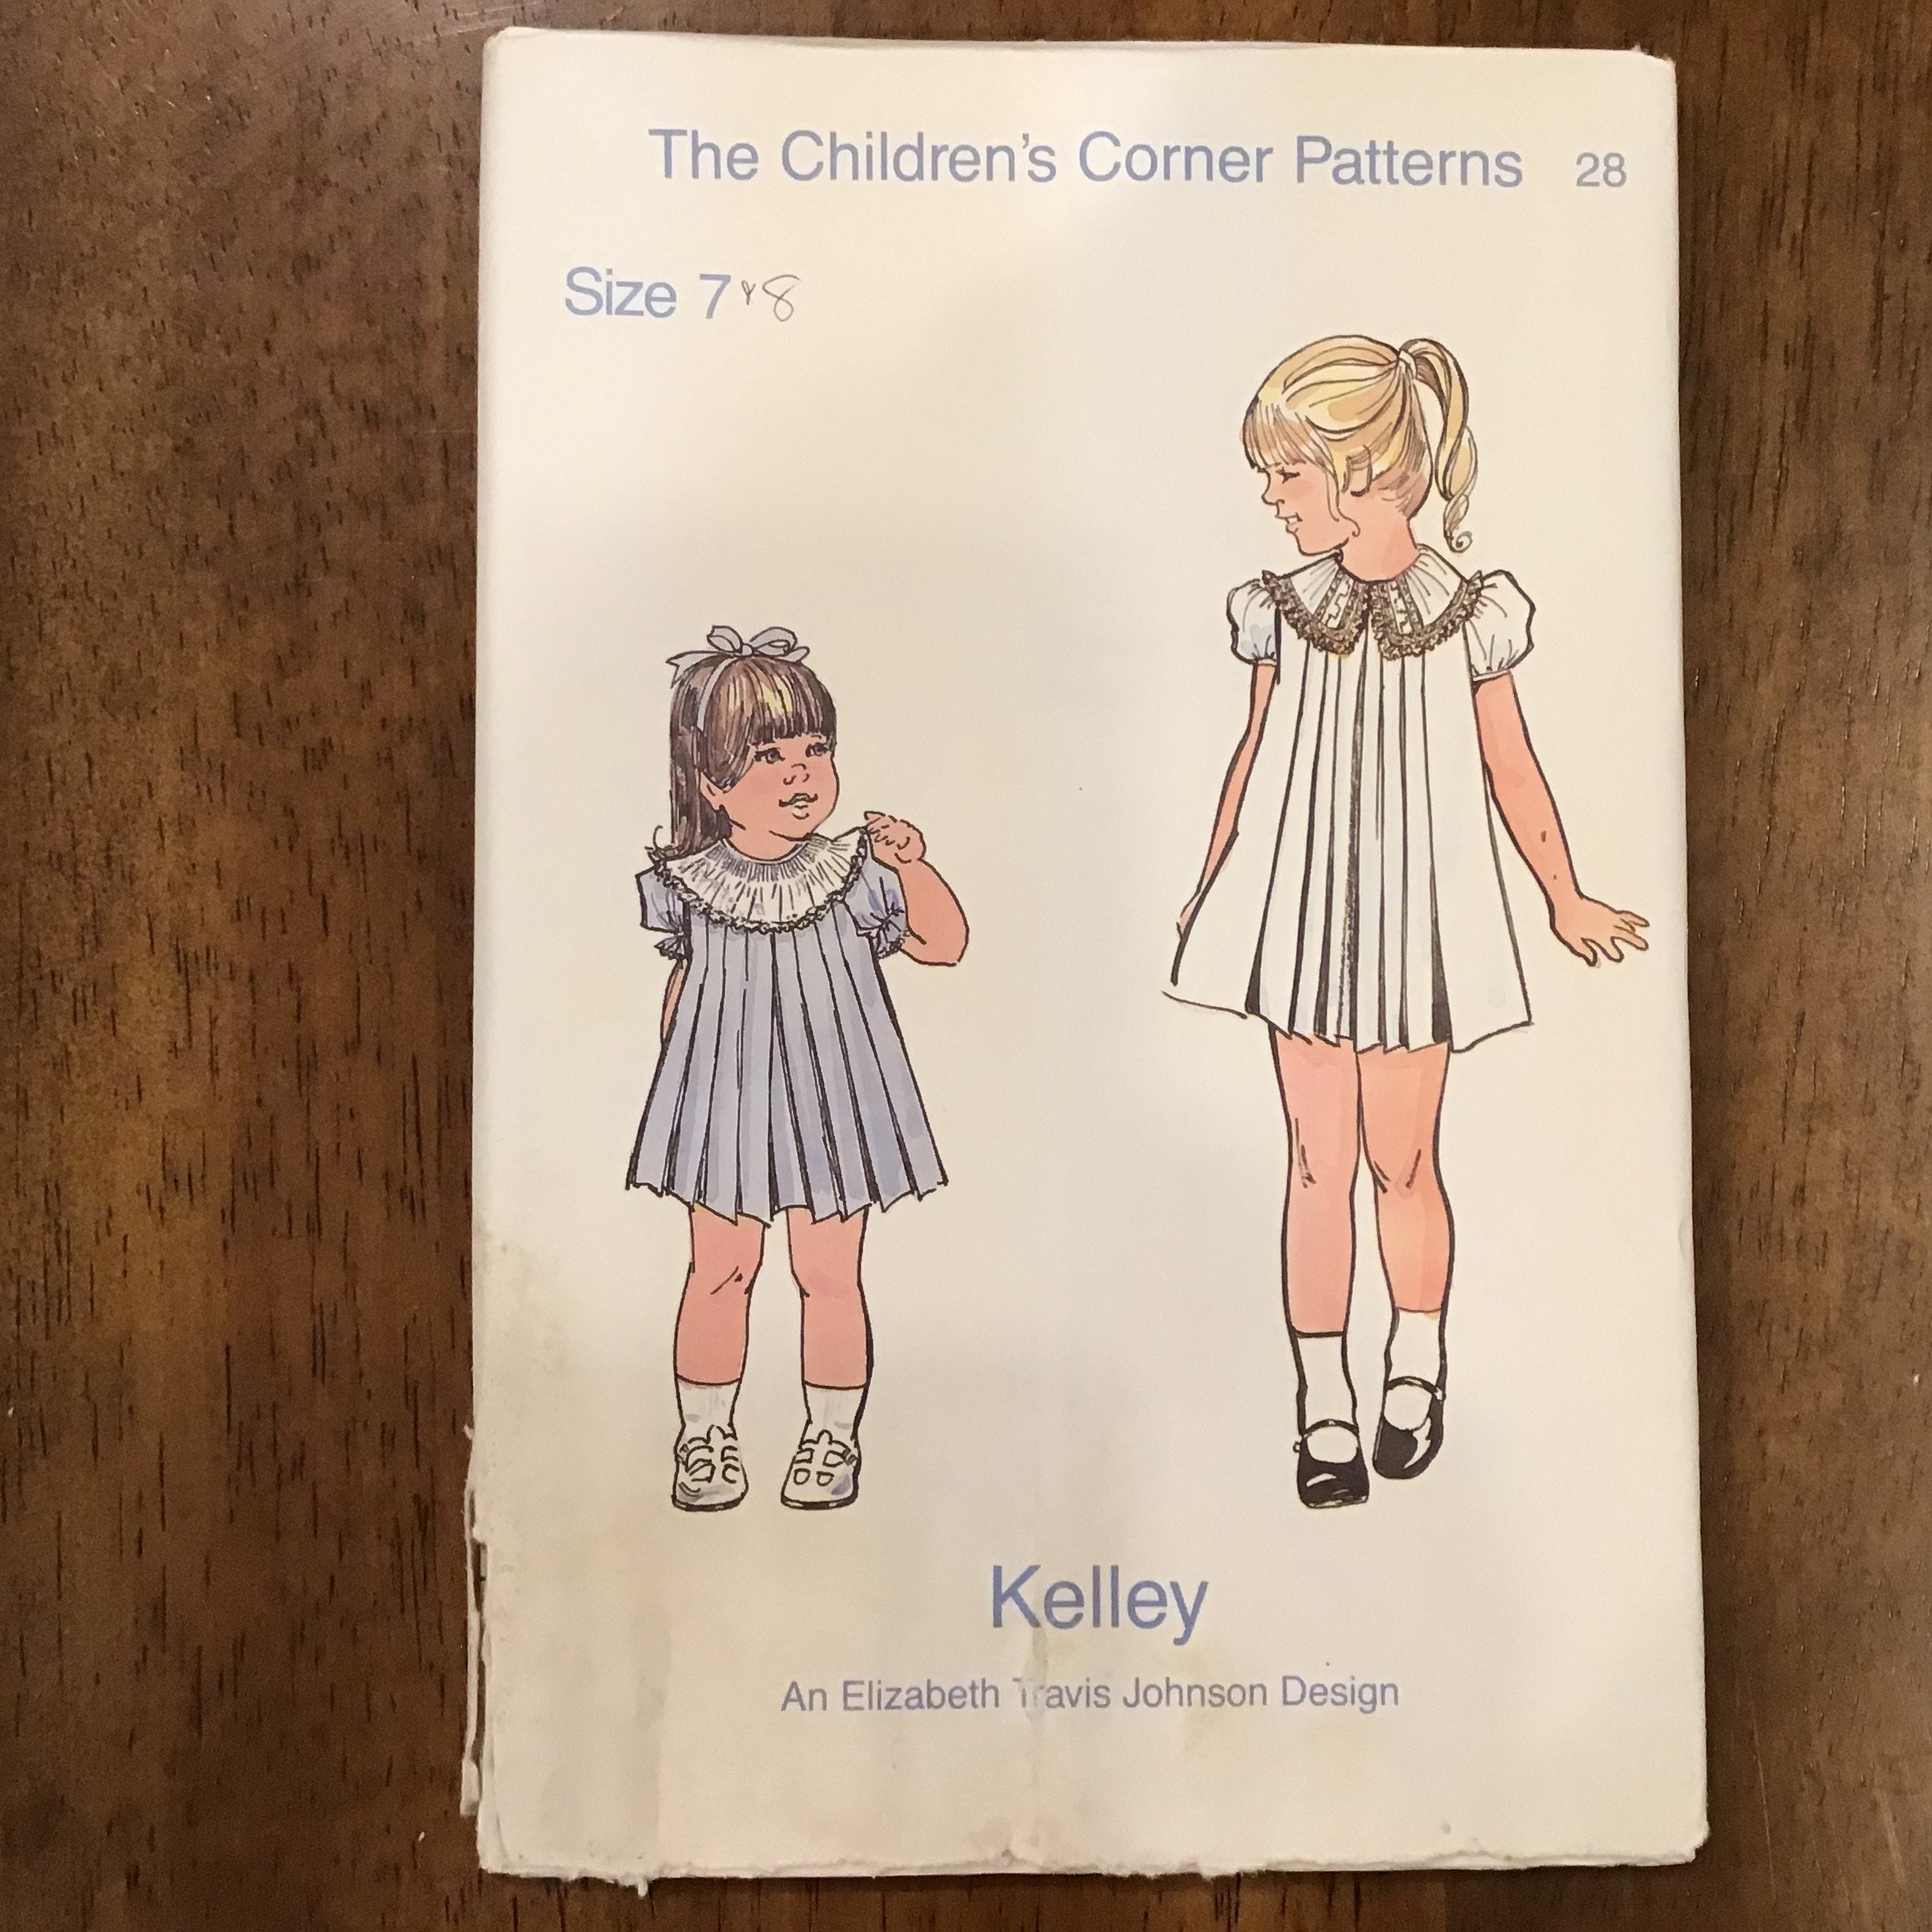 The Children's Corner Patterns 28
Size 7 & 8
Kelley
An Elizabeth Travis Johnson Design